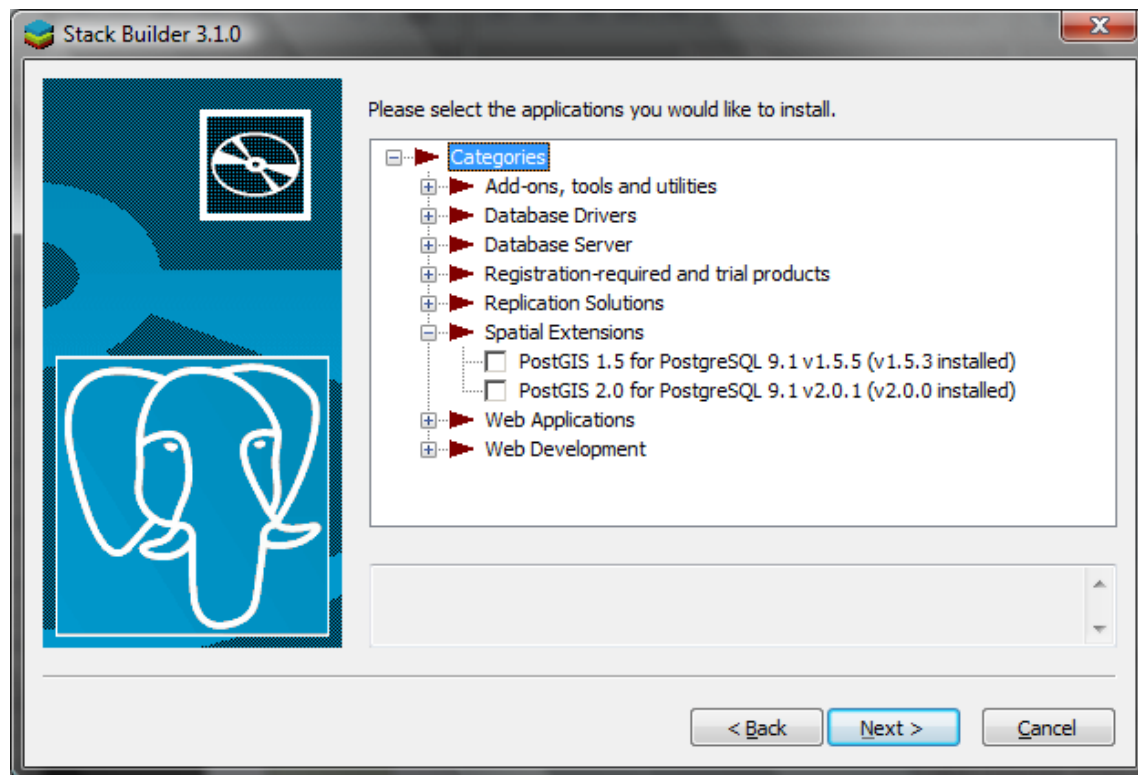 Stack Builder 3.1.0
Please select the applications you would like to install.
Categories
Add-ons, tools and utilities
Database Drivers
Database Server
Registration-required and trial products
Replication Solutions
Spatial Extensions
PostGIS 1.5 for PostgreSQL 9.1 v1.5.5 (v1.5.3 installed)
PostGIS 2.0 for PostgreSQL 9.1 v2.0.1 (v2.0.0 installed)
Web Applications
Web Development
< Back
Next >
Cancel